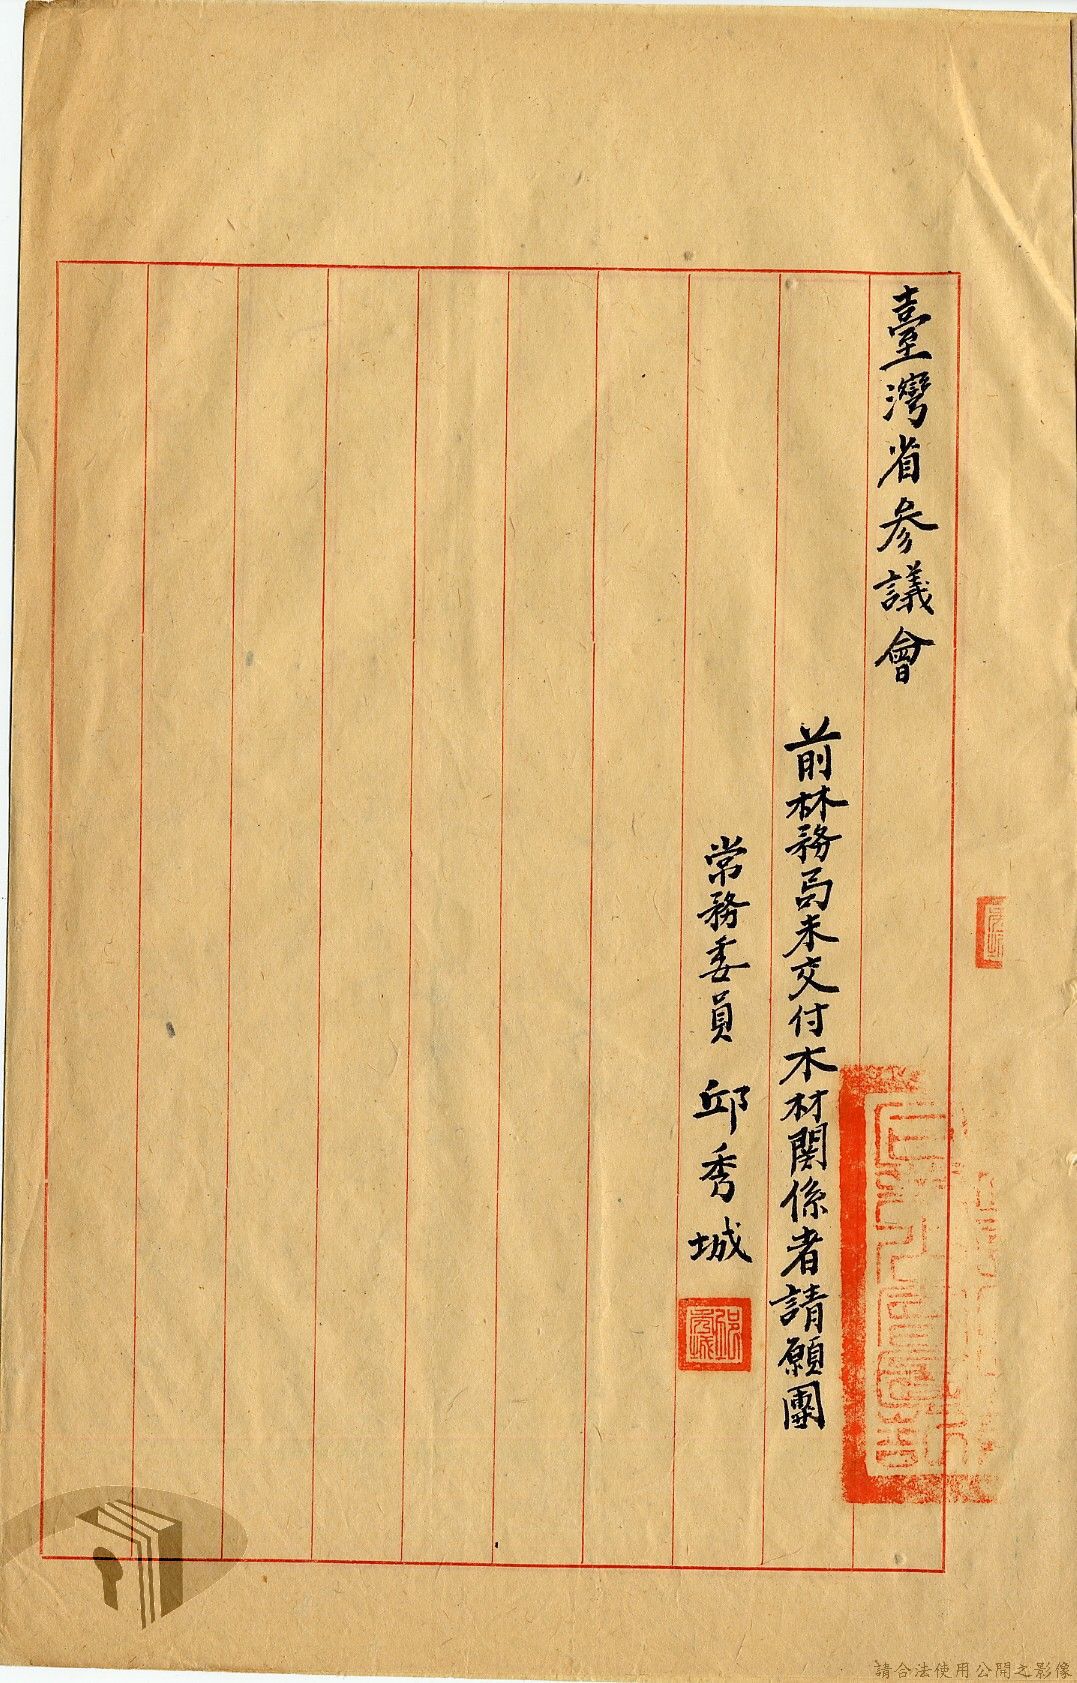 臺灣省參議會
前林務局未交付木材関係者請願團
常務委員 邱秀城
請合法使用公開之影像